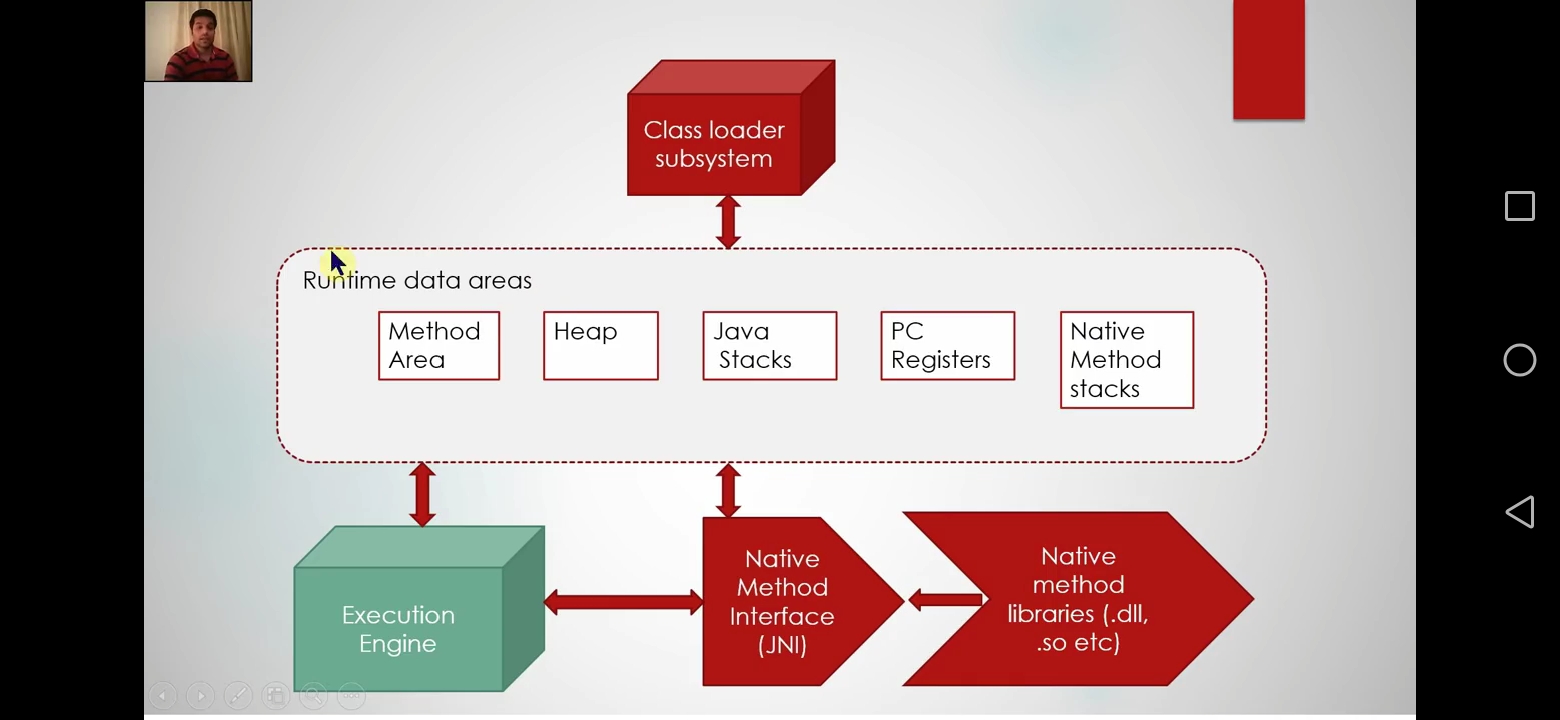 Class loader
subsystem
Runtime data areas
Method
Area
Heap
Java
Stacks
PC
Registers
Native
Method
stacks
Execution
Engine
Native
Method
Interface
(JNI)
Native
method
libraries (.dll,
.so etc)